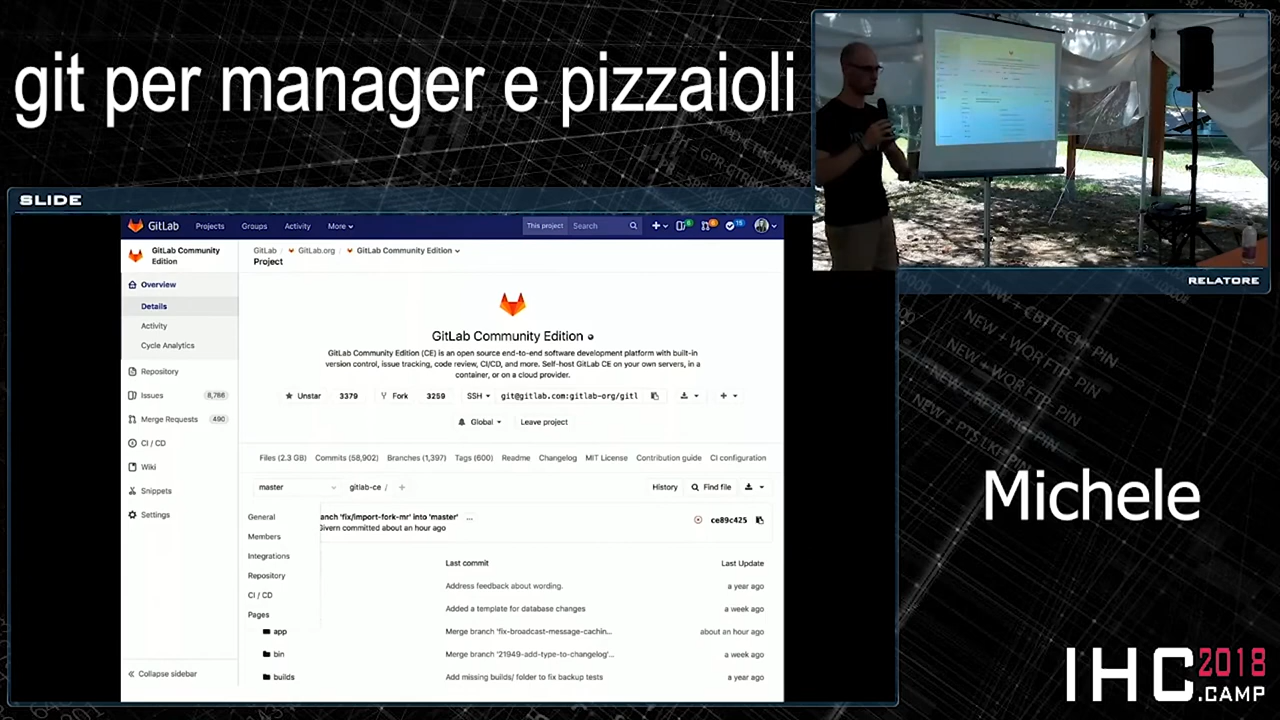 git per manager e pizzaioli
SLIDE
GitLab Projects Groups Activity More This project Search
GitLab Community Edition
GitLab GitLab.org GitLab Community Edition
Project
Overview
Details
Activity
Cycle Analytics
Repository
Issues 8,766
Merge Requests 490
CI / CD
Wiki
Snippets
Settings
Collapse sidebar
GitLab Community Edition
GitLab Community Edition (CE) is an open source end-to-end software development platform with built-in
version control, issue tracking, code review, CI/CD, and more. Self-host GitLab CE on your own servers, in a
container, or on a cloud provider.
Unstar 3379 Fork 3259 SSH git@gitlab.com:gitlab-org/gitl
Global Leave project
Files (2.3 GB) Commits (58,902) Branches (1,397) Tags (600) Readme Changelog MIT License Contribution guide CI configuration
master gitlab-ce / + History Find file
General
Members
Integrations
Repository
CI / CD
Pages
anch 'fix/import-fork-mr' into 'master' ...
Givern committed about an hour ago
ce89c425
Last commit Last Update
Address feedback about wording. a year ago
Added a template for database changes a week ago
app Merge branch 'fix-broadcast-message-cachin... about an hour ago
bin Merge branch '21949-add-type-to-changelog'... a week ago
builds Add missing builds/ folder to fix backup tests a year ago
RELATORE
Michele
IHC 2018
.CAMP